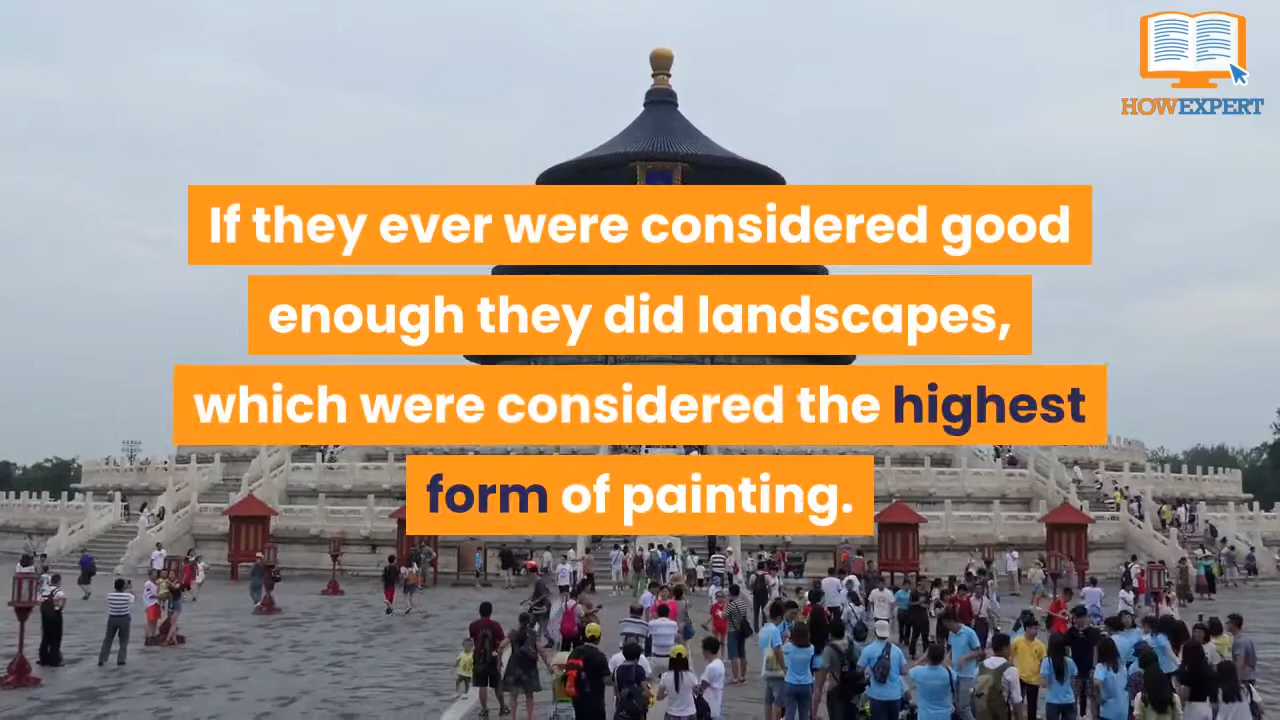 HOWEXPERT
If they ever were considered good
enough they did landscapes,
which were considered the highest
form of painting.